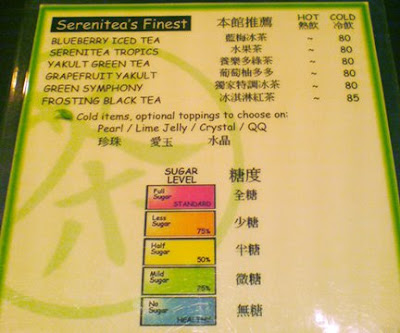 Serenitea's Finest 本館推薦 HOT 熱飲 COLD 冷飲
BLUEBERRY ICED TEA 藍梅冰茶 ~ 80
SERENITEA TROPICS 水果茶 ~ 80
YAKULT GREEN TEA 養樂多綠茶 ~ 80
GRAPEFRUIT YAKULT 葡萄柚多多 ~ 80
GREEN SYMPHONY 獨家特調冰茶 ~ 80
FROSTING BLACK TEA 冰淇淋紅茶 ~ 85
Cold items, optional toppings to choose on:
Pearl / Lime Jelly / Crystal / QQ
珍珠 愛玉 水晶
茶
SUGAR LEVEL 糖度
Full Sugar STANDARD 全糖
Less Sugar 75% 少糖
Half Sugar 50% 半糖
Mild Sugar 25% 微糖
No Sugar HEALTHY 無糖